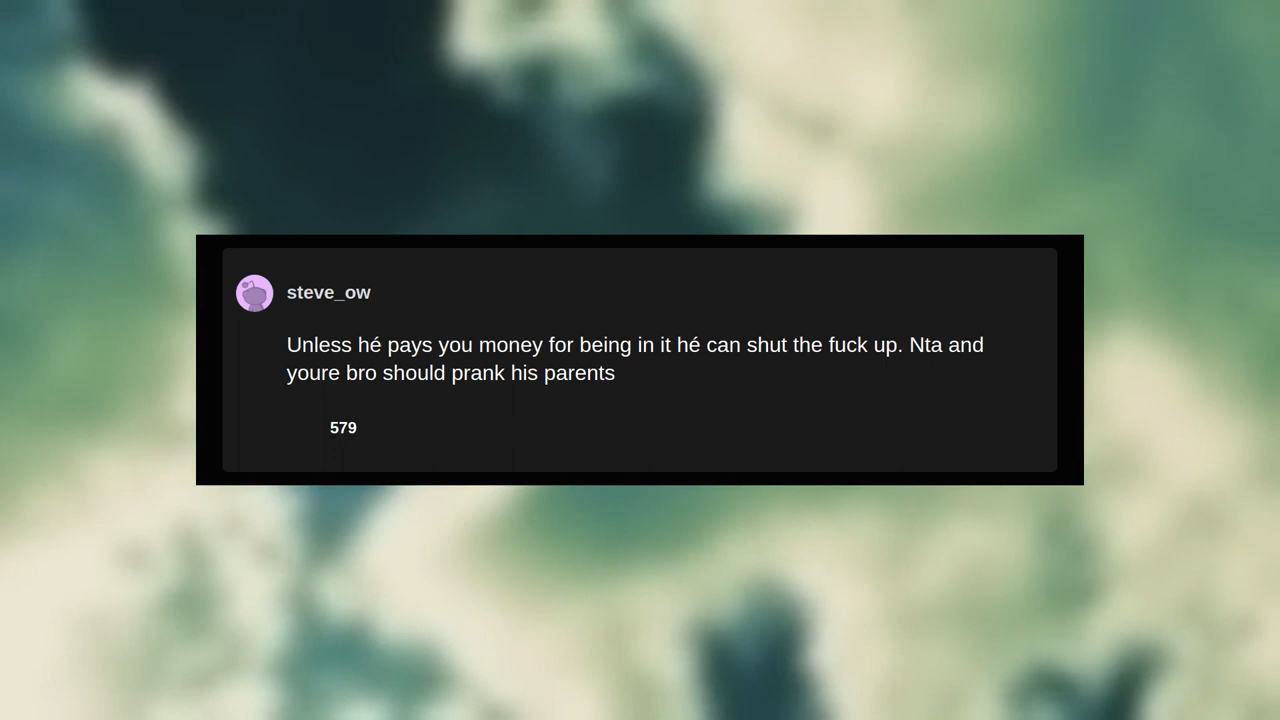 steve_ow
Unless hé pays you money for being in it hé can shut the fuck up. Nta and
youre bro should prank his parents
579